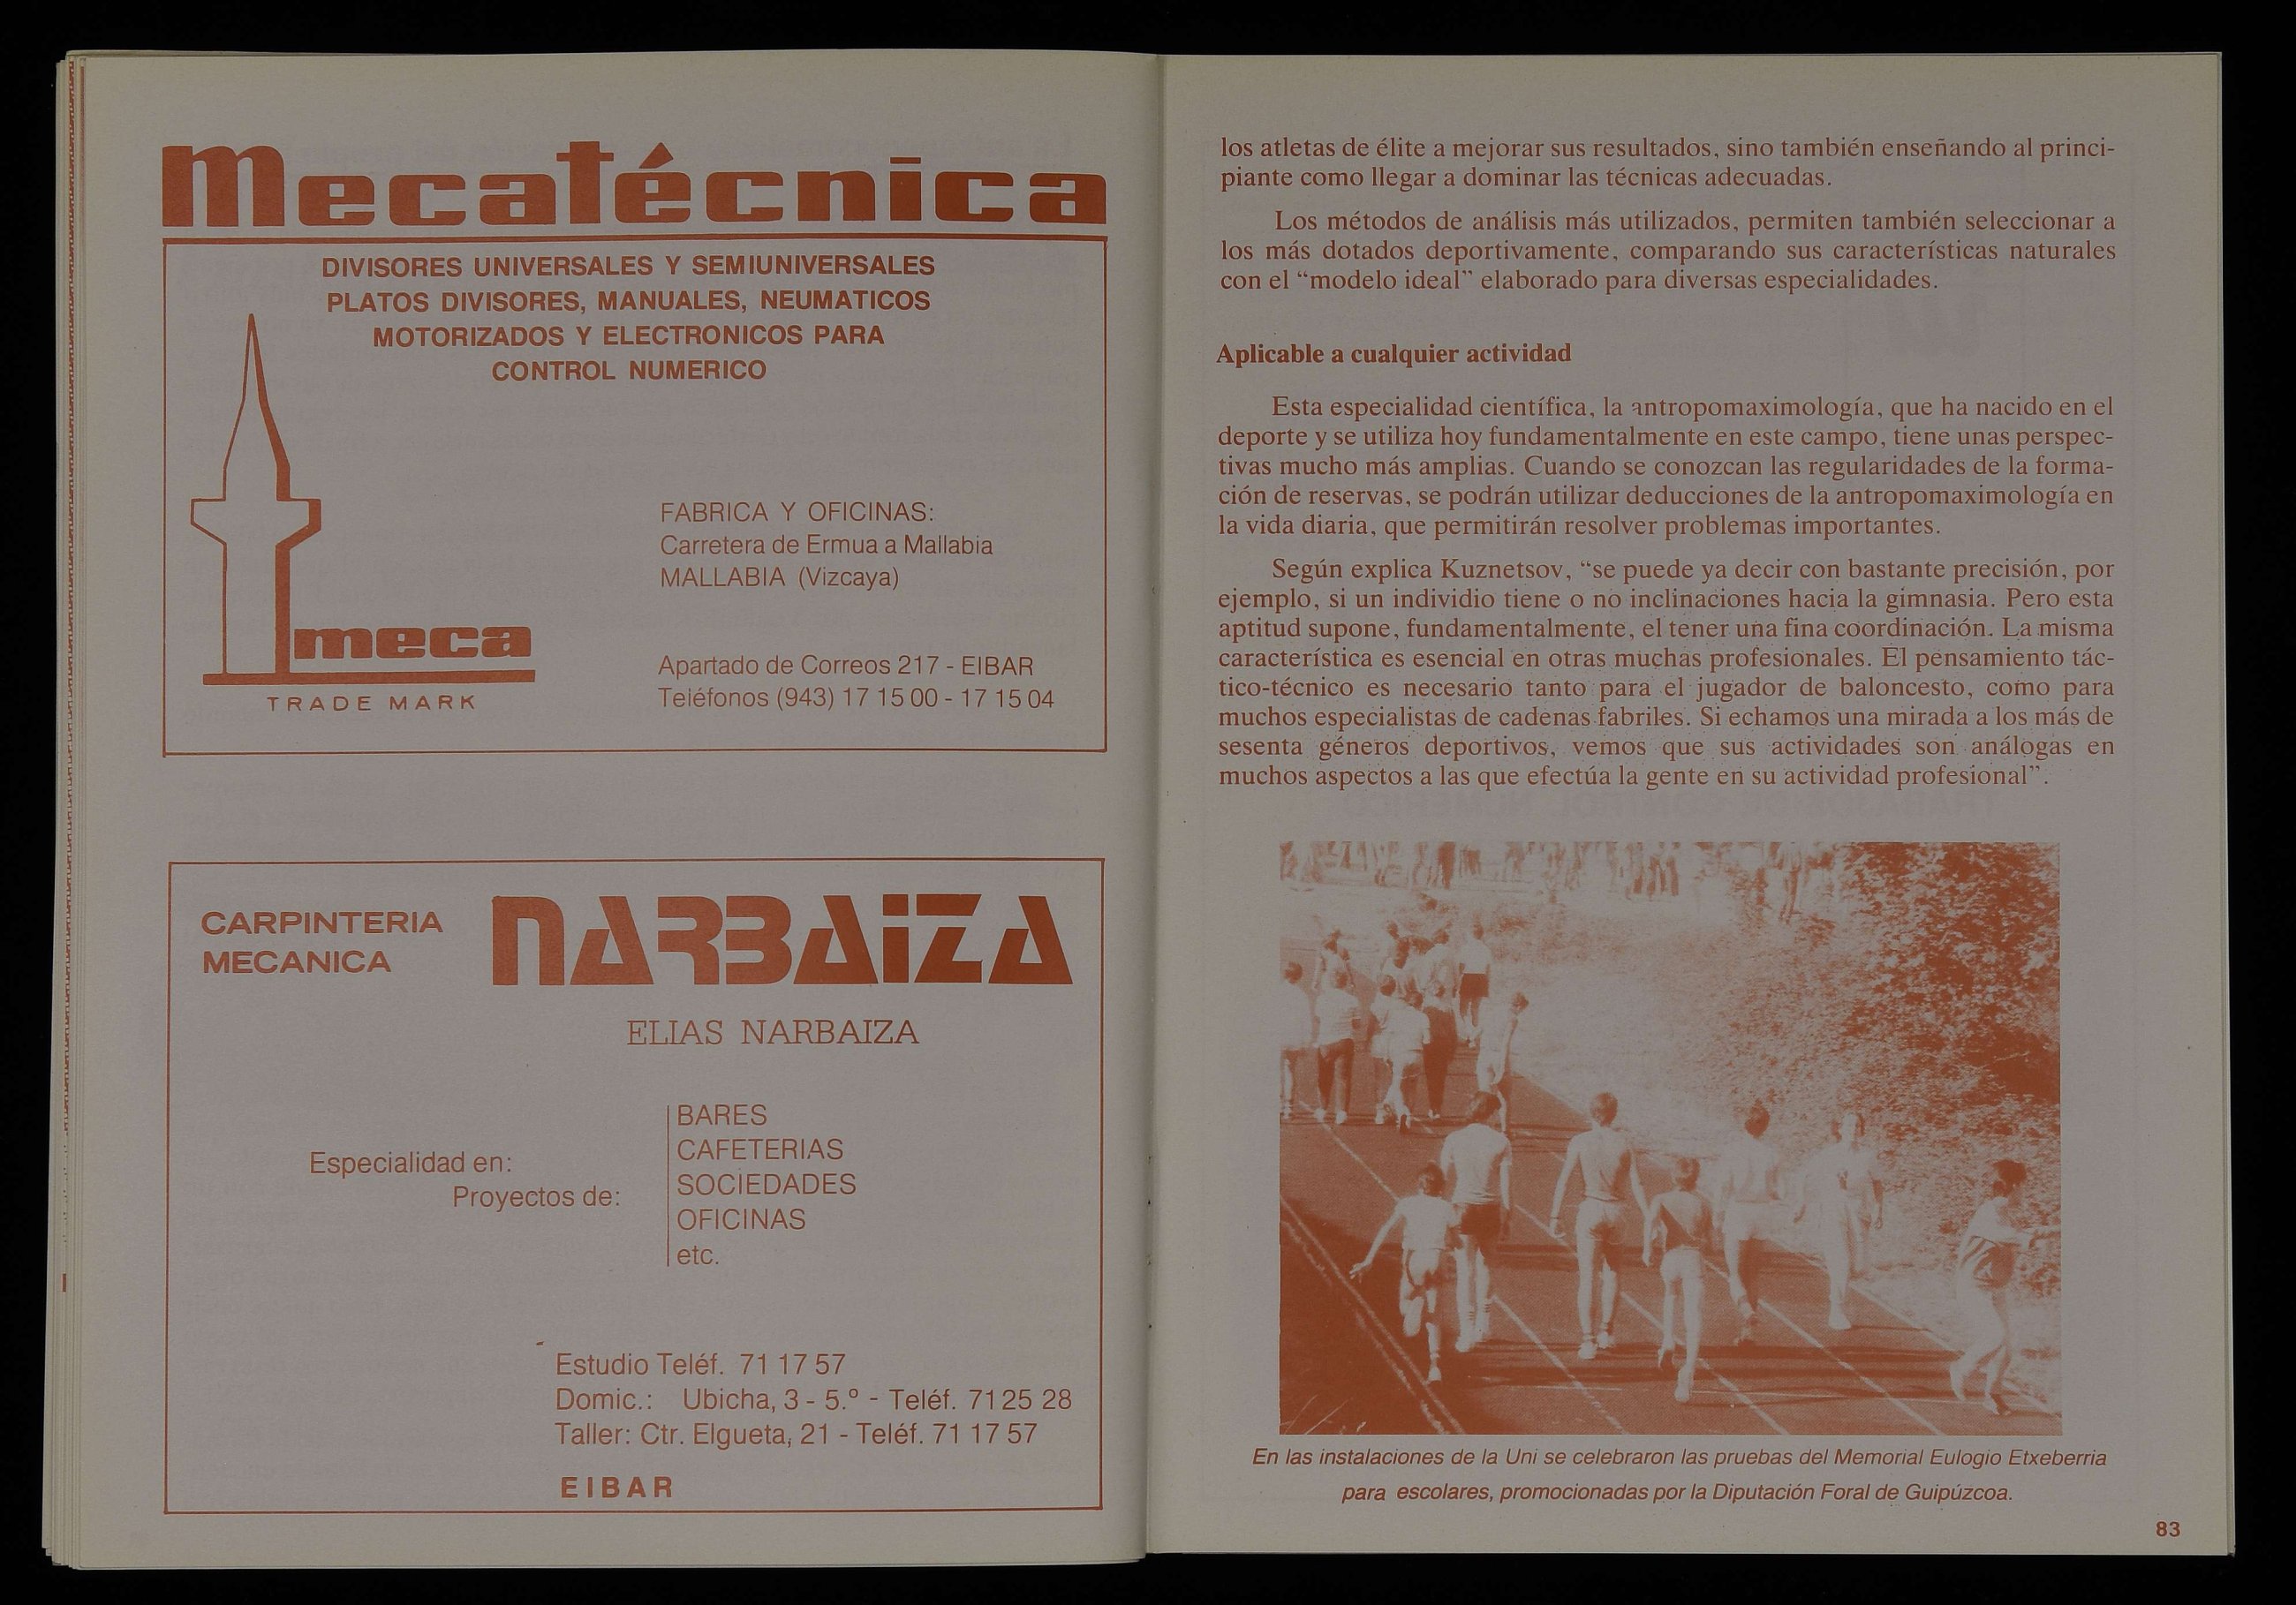 mecatécnica
DIVISORES UNIVERSALES Y SEMIUNIVERSALES
PLATOS DIVISORES, MANUALES, NEUMATICOS
MOTORIZADOS Y ELECTRONICOS PARA
CONTROL NUMERICO
FABRICA Y OFICINAS:
Carretera de Ermua a Mallabia
MALLABIA (Vizcaya)
meca
TRADE MARK
Apartado de Correos 217 - EIBAR
Teléfonos (943) 17 15 00 - 17 15 04
CARPINTERIA
MECANICA
NARBAIZA
ELIAS NARBAIZA
Especialidad en:
Proyectos de:
BARES
CAFETERIAS
SOCIEDADES
OFICINAS
etc.
Estudio Teléf. 71 17 57
Domic.: Ubicha, 3 - 5.º - Teléf. 71 25 28
Taller: Ctr. Elgueta, 21 - Teléf. 71 17 57
EIBAR
los atletas de élite a mejorar sus resultados, sino también enseñando al princi-
piante como llegar a dominar las técnicas adecuadas.
Los métodos de análisis más utilizados, permiten también seleccionar a
los más dotados deportivamente, comparando sus características naturales
con el “modelo ideal” elaborado para diversas especialidades.
Aplicable a cualquier actividad
Esta especialidad científica, la antropomaximología, que ha nacido en el
deporte y se utiliza hoy fundamentalmente en este campo, tiene unas perspec-
tivas mucho más amplias. Cuando se conozcan las regularidades de la forma-
ción de reservas, se podrán utilizar deducciones de la antropomaximología en
la vida diaria, que permitirán resolver problemas importantes.
Según explica Kuznetsov, “se puede ya decir con bastante precisión, por
ejemplo, si un individio tiene o no inclinaciones hacia la gimnasia. Pero esta
aptitud supone, fundamentalmente, el tener una fina coordinación. La misma
característica es esencial en otras muchas profesionales. El pensamiento tác-
tico-técnico es necesario tanto para el jugador de baloncesto, como para
muchos especialistas de cadenas fabriles. Si echamos una mirada a los más de
sesenta géneros deportivos, vemos que sus actividades son análogas en
muchos aspectos a las que efectúa la gente en su actividad profesional”.
En las instalaciones de la Uni se celebraron las pruebas del Memorial Eulogio Etxeberria
para escolares, promocionadas por la Diputación Foral de Guipúzcoa.
83